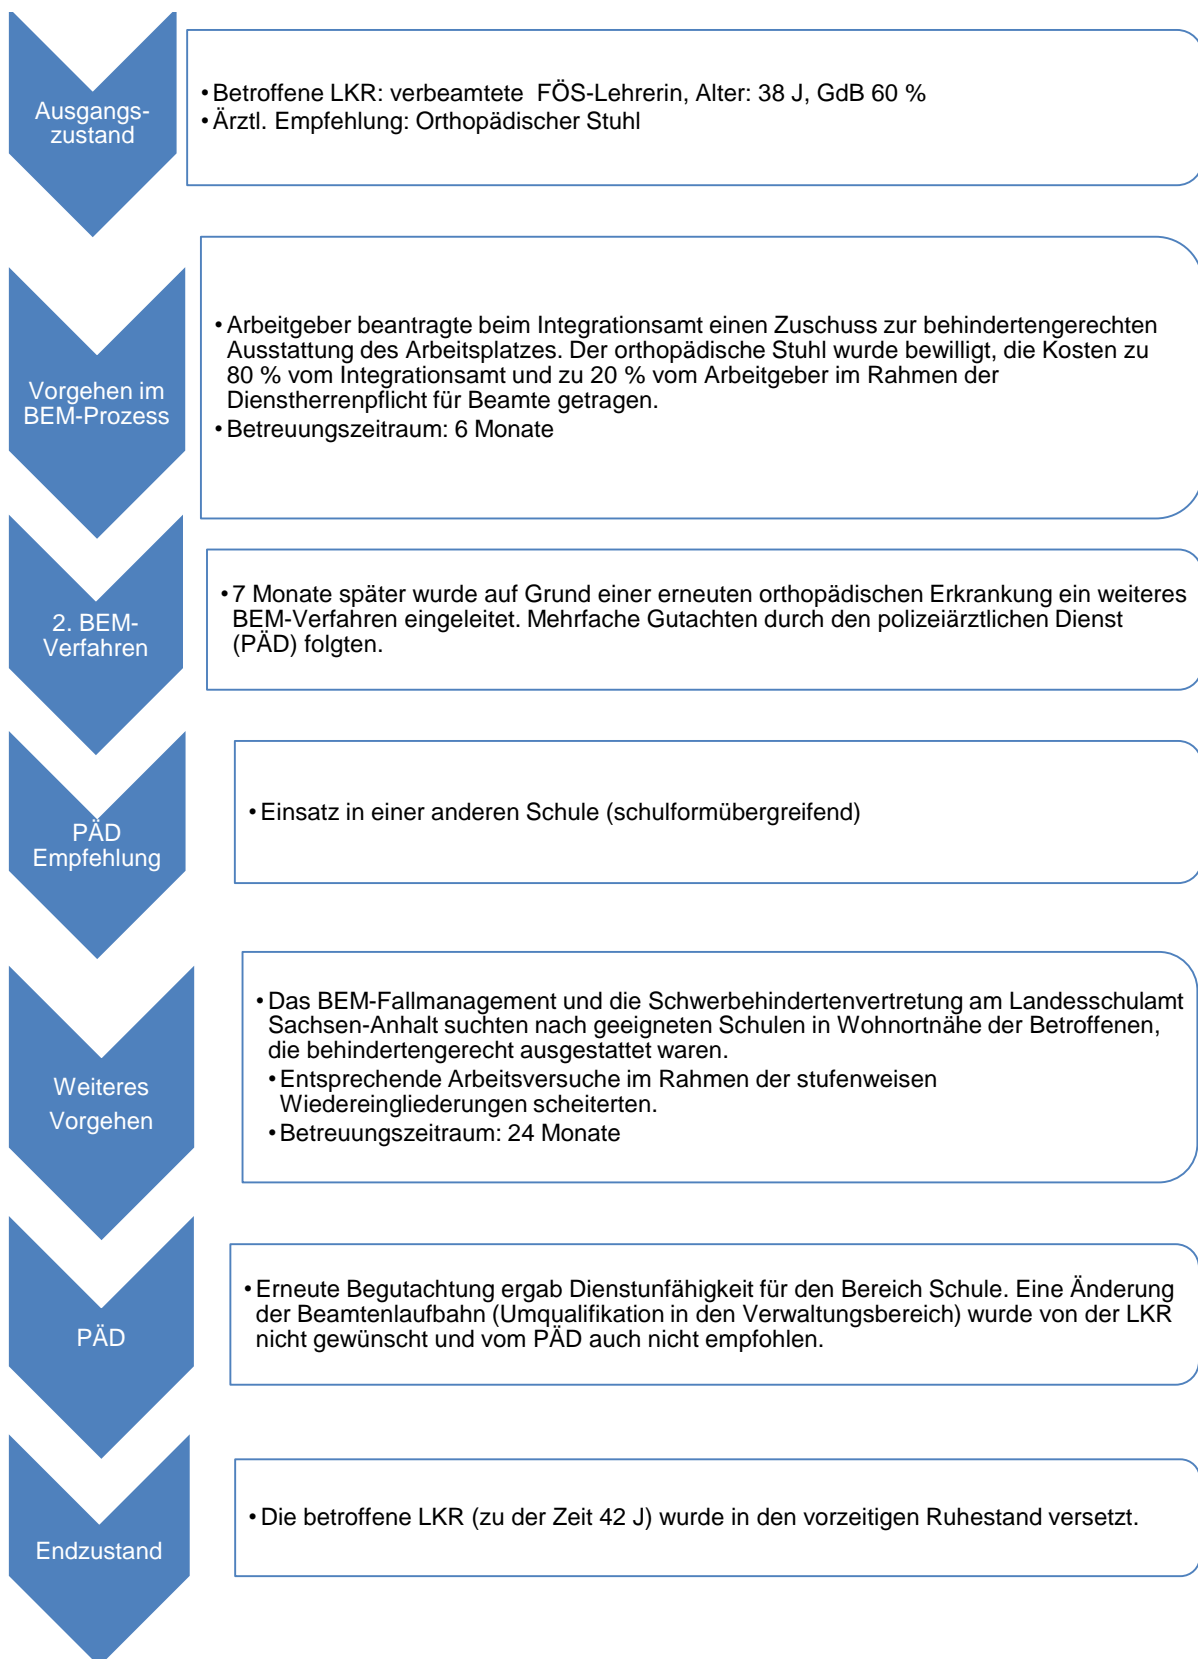 Ausgangs-
zustand
• Betroffene LKR: verbeamtete FÖS-Lehrerin, Alter: 38 J, GdB 60 %
• Ärztl. Empfehlung: Orthopädischer Stuhl
Vorgehen im
BEM-Prozess
• Arbeitgeber beantragte beim Integrationsamt einen Zuschuss zur behindertengerechten
Ausstattung des Arbeitsplatzes. Der orthopädische Stuhl wurde bewilligt, die Kosten zu
80 % vom Integrationsamt und zu 20 % vom Arbeitgeber im Rahmen der
Dienstherrenpflicht für Beamte getragen.
• Betreuungszeitraum: 6 Monate
2. BEM-
Verfahren
• 7 Monate später wurde auf Grund einer erneuten orthopädischen Erkrankung ein weiteres
BEM-Verfahren eingeleitet. Mehrfache Gutachten durch den polizeiärztlichen Dienst
(PÄD) folgten.
PÄD
Empfehlung
• Einsatz in einer anderen Schule (schulformübergreifend)
Weiteres
Vorgehen
• Das BEM-Fallmanagement und die Schwerbehindertenvertretung am Landesschulamt
Sachsen-Anhalt suchten nach geeigneten Schulen in Wohnortnähe der Betroffenen,
die behindertengerecht ausgestattet waren.
• Entsprechende Arbeitsversuche im Rahmen der stufenweisen
Wiedereingliederungen scheiterten.
• Betreuungszeitraum: 24 Monate
PÄD
• Erneute Begutachtung ergab Dienstunfähigkeit für den Bereich Schule. Eine Änderung
der Beamtenlaufbahn (Umqualifikation in den Verwaltungsbereich) wurde von der LKR
nicht gewünscht und vom PÄD auch nicht empfohlen.
Endzustand
• Die betroffene LKR (zu der Zeit 42 J) wurde in den vorzeitigen Ruhestand versetzt.